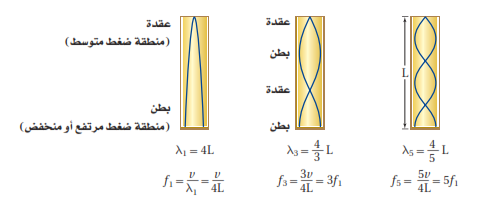 عقدة
(منطقة ضغط متوسط)
بطن
(منطقة ضغط مرتفع أو منخفض)
λ₁ = 4L
f₁ = v/λ₁ = v/4L
عقدة
بطن
عقدة
بطن
λ₃ = 4/3 L
f₃ = 3v/4L = 3f₁
L
λ₅ = 4/5 L
f₅ = 5v/4L = 5f₁